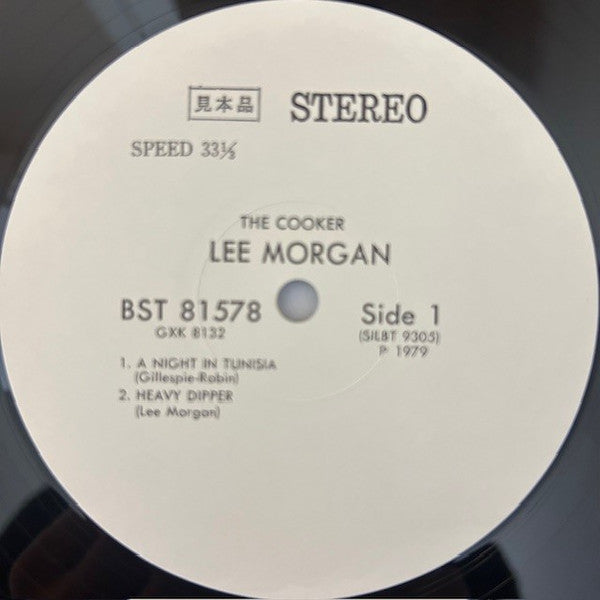 見本品 STEREO
SPEED 33⅓
THE COOKER
LEE MORGAN
BST 81578 Side 1
GXK 8132 (SILBT 9305)
P 1979
1. A NIGHT IN TUNISIA
(Gillespie-Robin)
2. HEAVY DIPPER
(Lee Morgan)